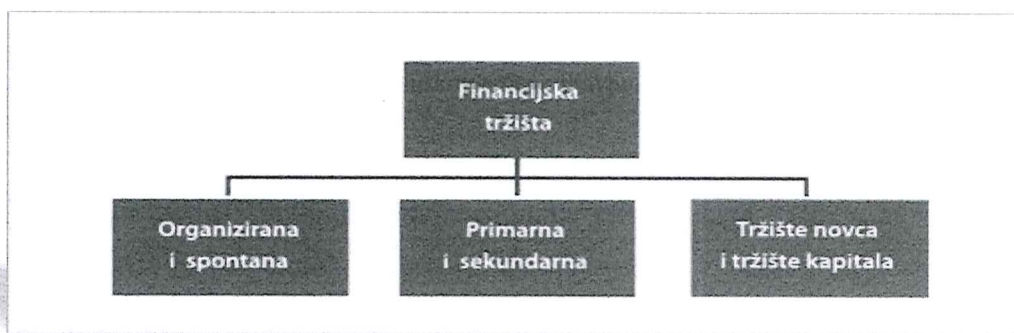 Financijska
tržišta
Organizirana
i spontana
Primarna
i sekundarna
Tržište novca
i tržište kapitala